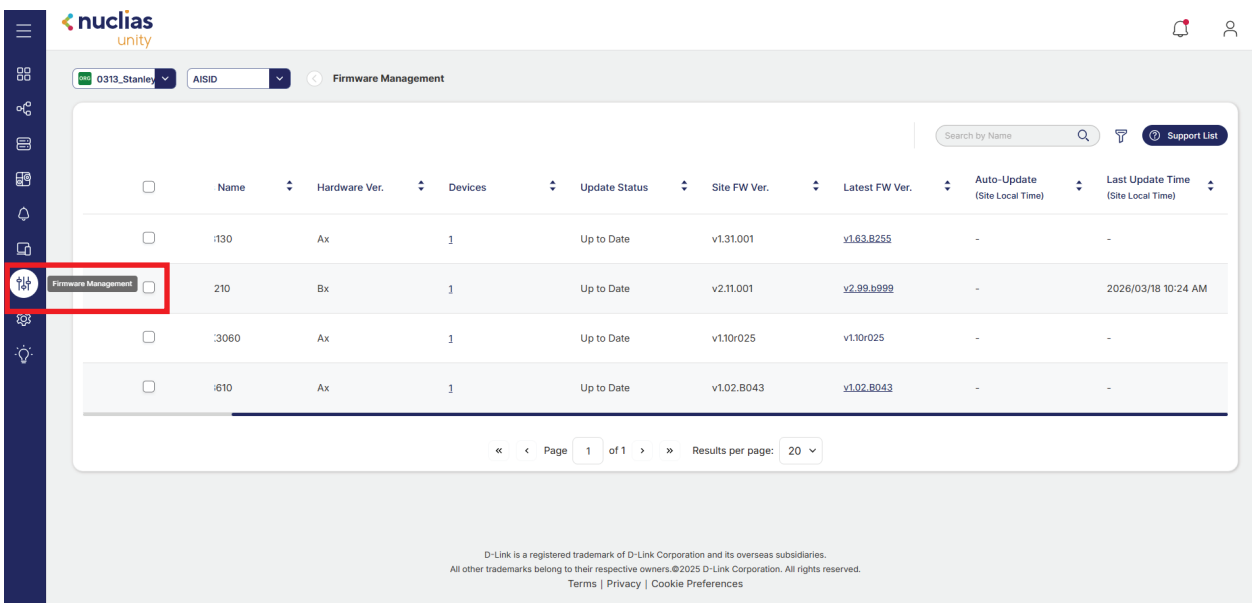 nuclias
unity
ORG 0313_Stanley AISID Firmware Management
Search by Name Support List
Name Hardware Ver. Devices Update Status Site FW Ver. Latest FW Ver. Auto-Update (Site Local Time) Last Update Time (Site Local Time)
130 Ax 1 Up to Date v1.31.001 v1.63.B255 - -
Firmware Management
210 Bx 1 Up to Date v2.11.001 v2.99.b999 - 2026/03/18 10:24 AM
3060 Ax 1 Up to Date v1.10r025 v1.10r025 - -
610 Ax 1 Up to Date v1.02.B043 v1.02.B043 - -
« ‹ Page 1 of 1 › » Results per page: 20
D-Link is a registered trademark of D-Link Corporation and its overseas subsidiaries.
All other trademarks belong to their respective owners.©2025 D-Link Corporation. All rights reserved.
Terms | Privacy | Cookie Preferences